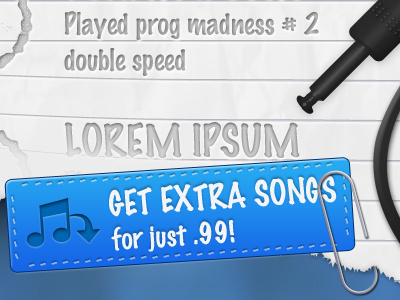 Played prog madness # 2
double speed
LOREM IPSUM
GET EXTRA SONGS
for just .99!